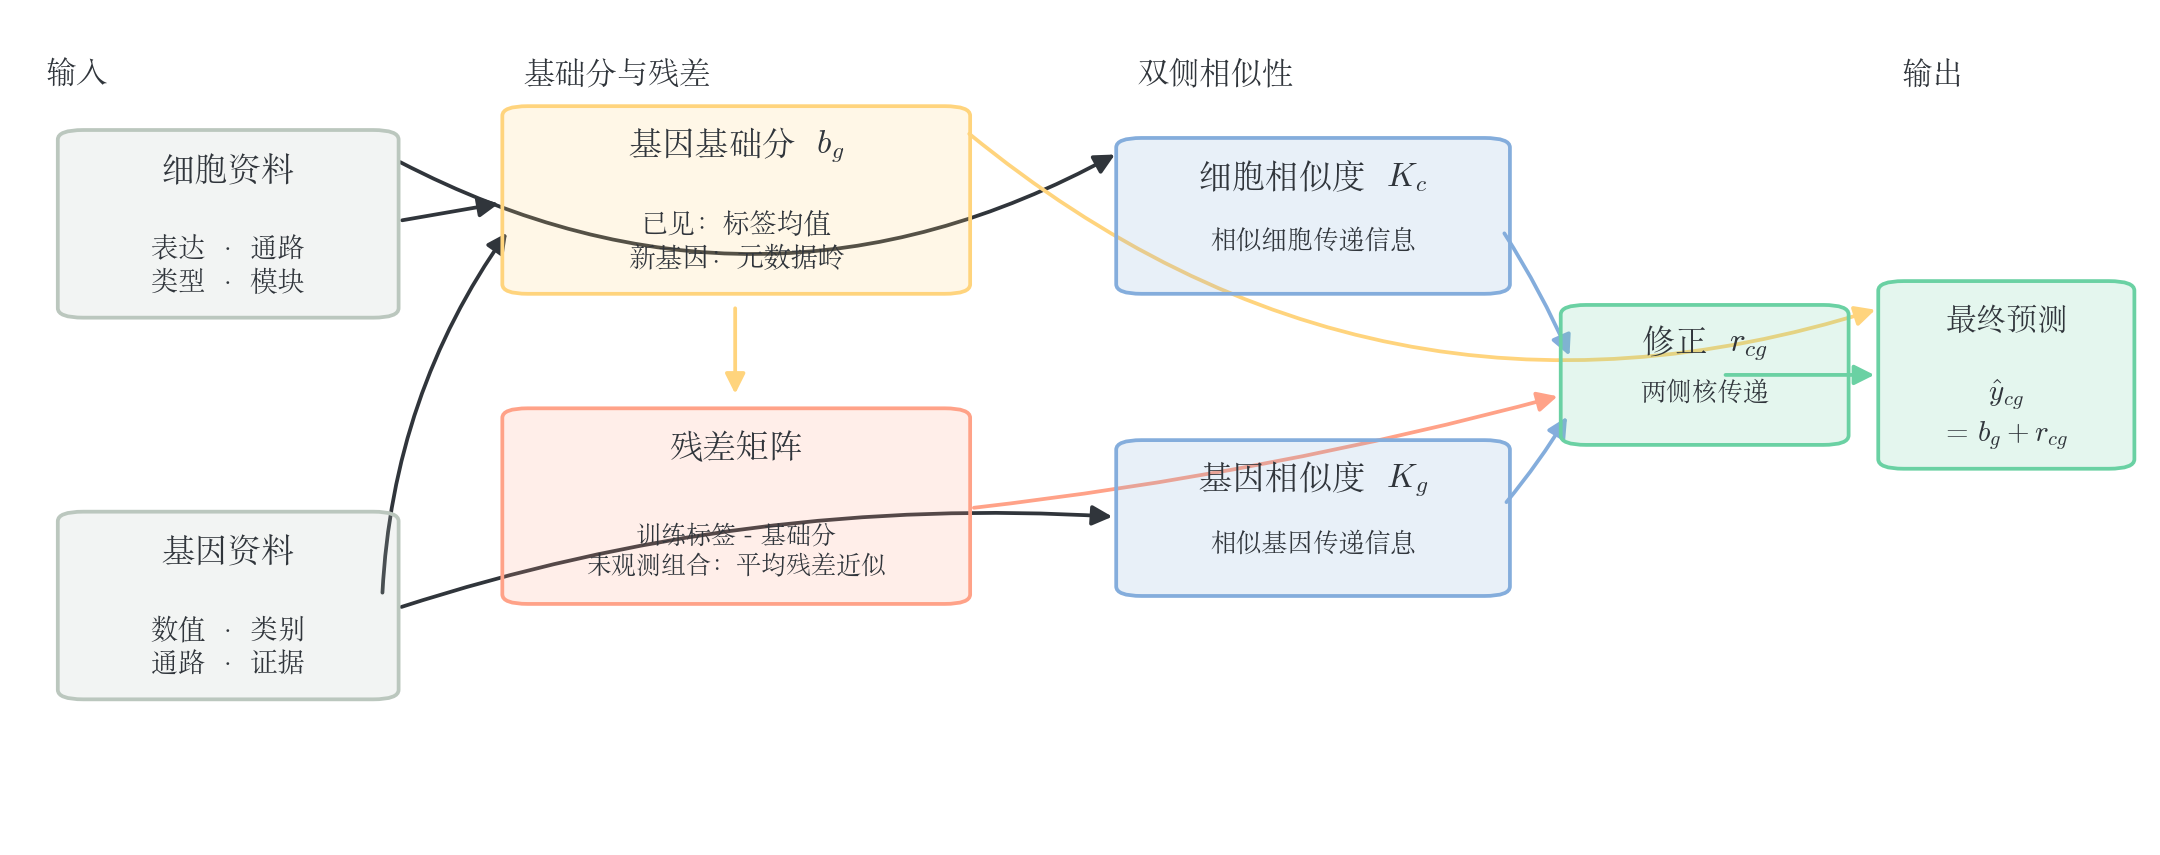 输入
基础分与残差
双侧相似性
输出
细胞资料
表达 · 通路
类型 · 模块
基因基础分 b_g
已见：标签均值
新基因：元数据岭
细胞相似度 K_c
相似细胞传递信息
修正 r_{cg}
两侧核传递
最终预测
ŷ_{cg}
= b_g + r_{cg}
残差矩阵
训练标签 - 基础分
未观测组合：平均残差近似
基因相似度 K_g
相似基因传递信息
基因资料
数值 · 类别
通路 · 证据